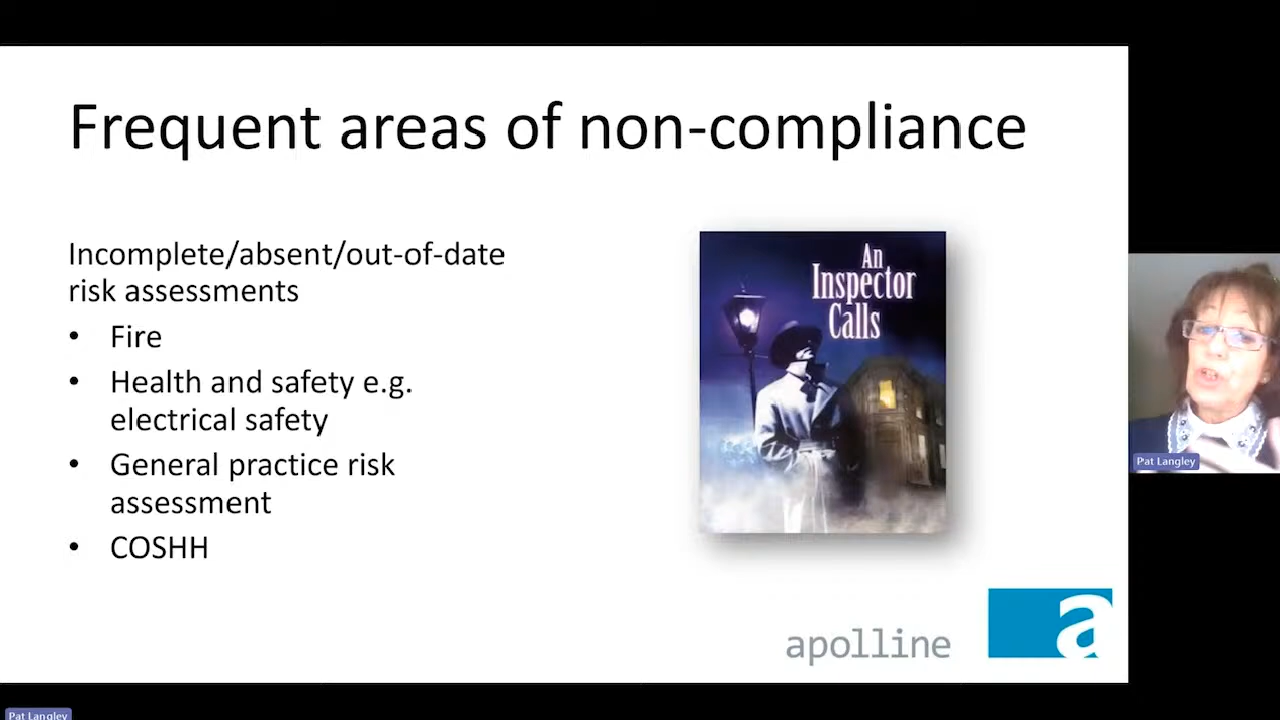 Frequent areas of non-compliance
Incomplete/absent/out-of-date
risk assessments
• Fire
• Health and safety e.g.
electrical safety
• General practice risk
assessment
• COSHH
An
Inspector
Calls
apolline
a
Pat Langley
Pat Langley